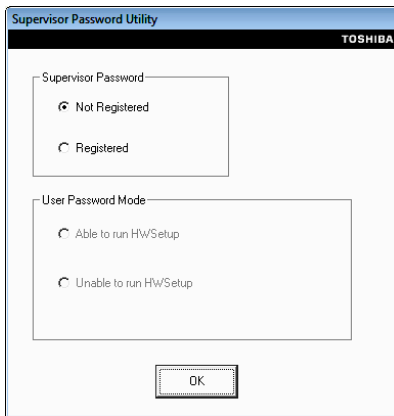 Supervisor Password Utility
TOSHIBA
Supervisor Password
Not Registered
Registered
User Password Mode
Able to run HWSetup
Unable to run HWSetup
OK